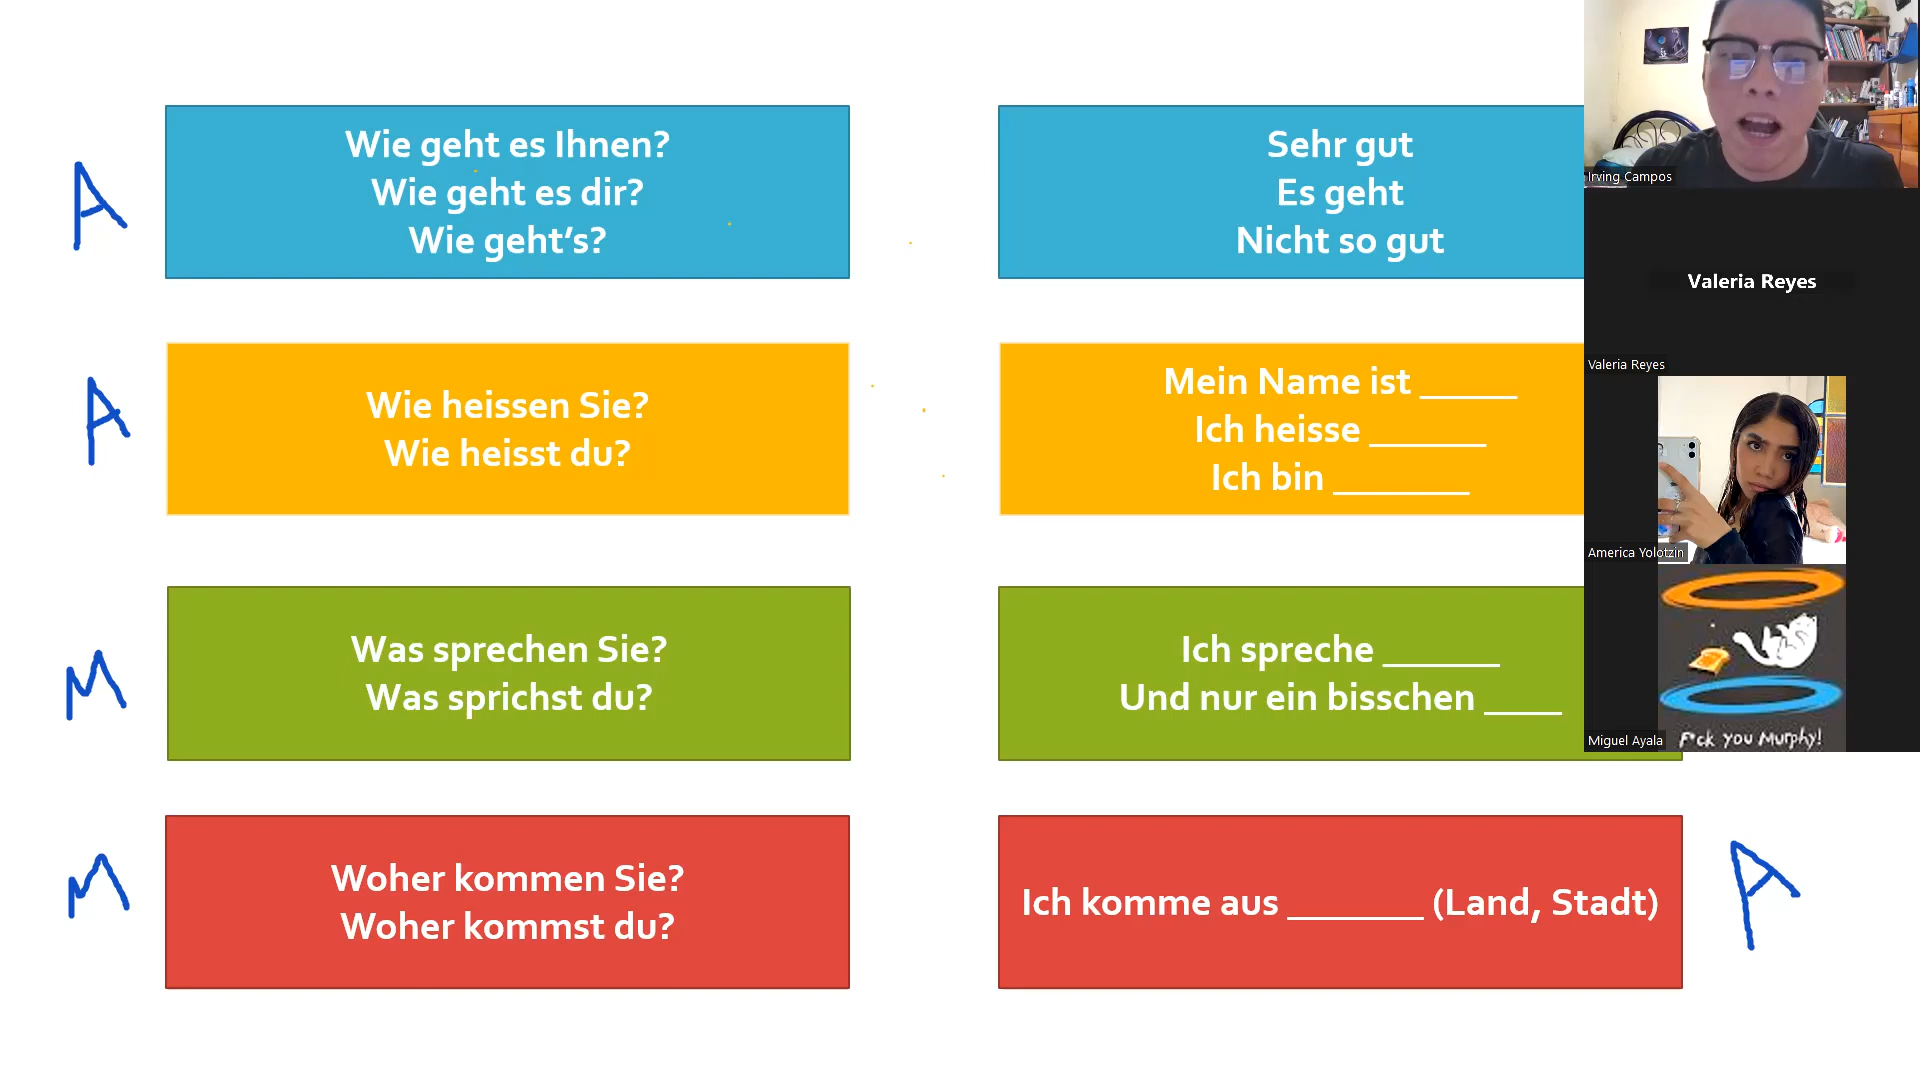 A
Wie geht es Ihnen?
Wie geht es dir?
Wie geht's?
Sehr gut
Es geht
Nicht so gut
A
Wie heissen Sie?
Wie heisst du?
Mein Name ist ______
Ich heisse ______
Ich bin _______
M
Was sprechen Sie?
Was sprichst du?
Ich spreche ______
Und nur ein bisschen ____
M
Woher kommen Sie?
Woher kommst du?
Ich komme aus _______ (Land, Stadt)
A
Irving Campos
Valeria Reyes
Valeria Reyes
America Yolotzin
F*ck you Murphy!
Miguel Ayala